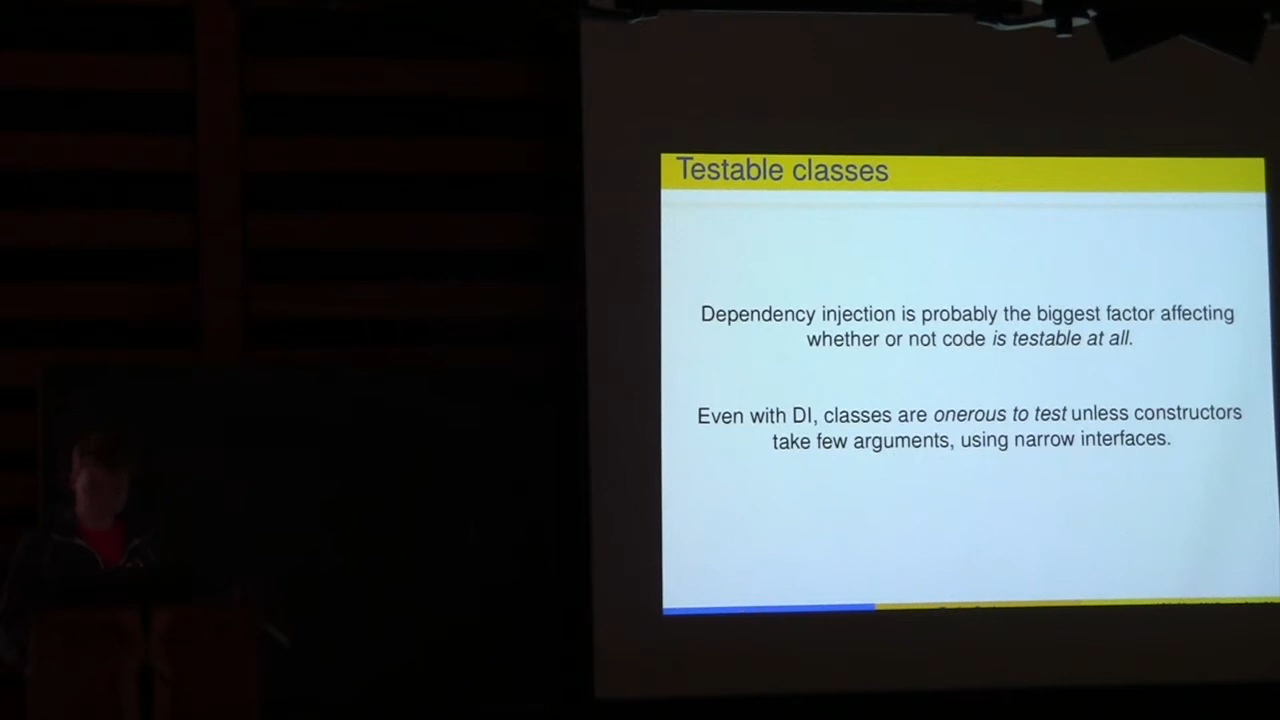 Testable classes
Dependency injection is probably the biggest factor affecting
whether or not code is testable at all.
Even with DI, classes are onerous to test unless constructors
take few arguments, using narrow interfaces.